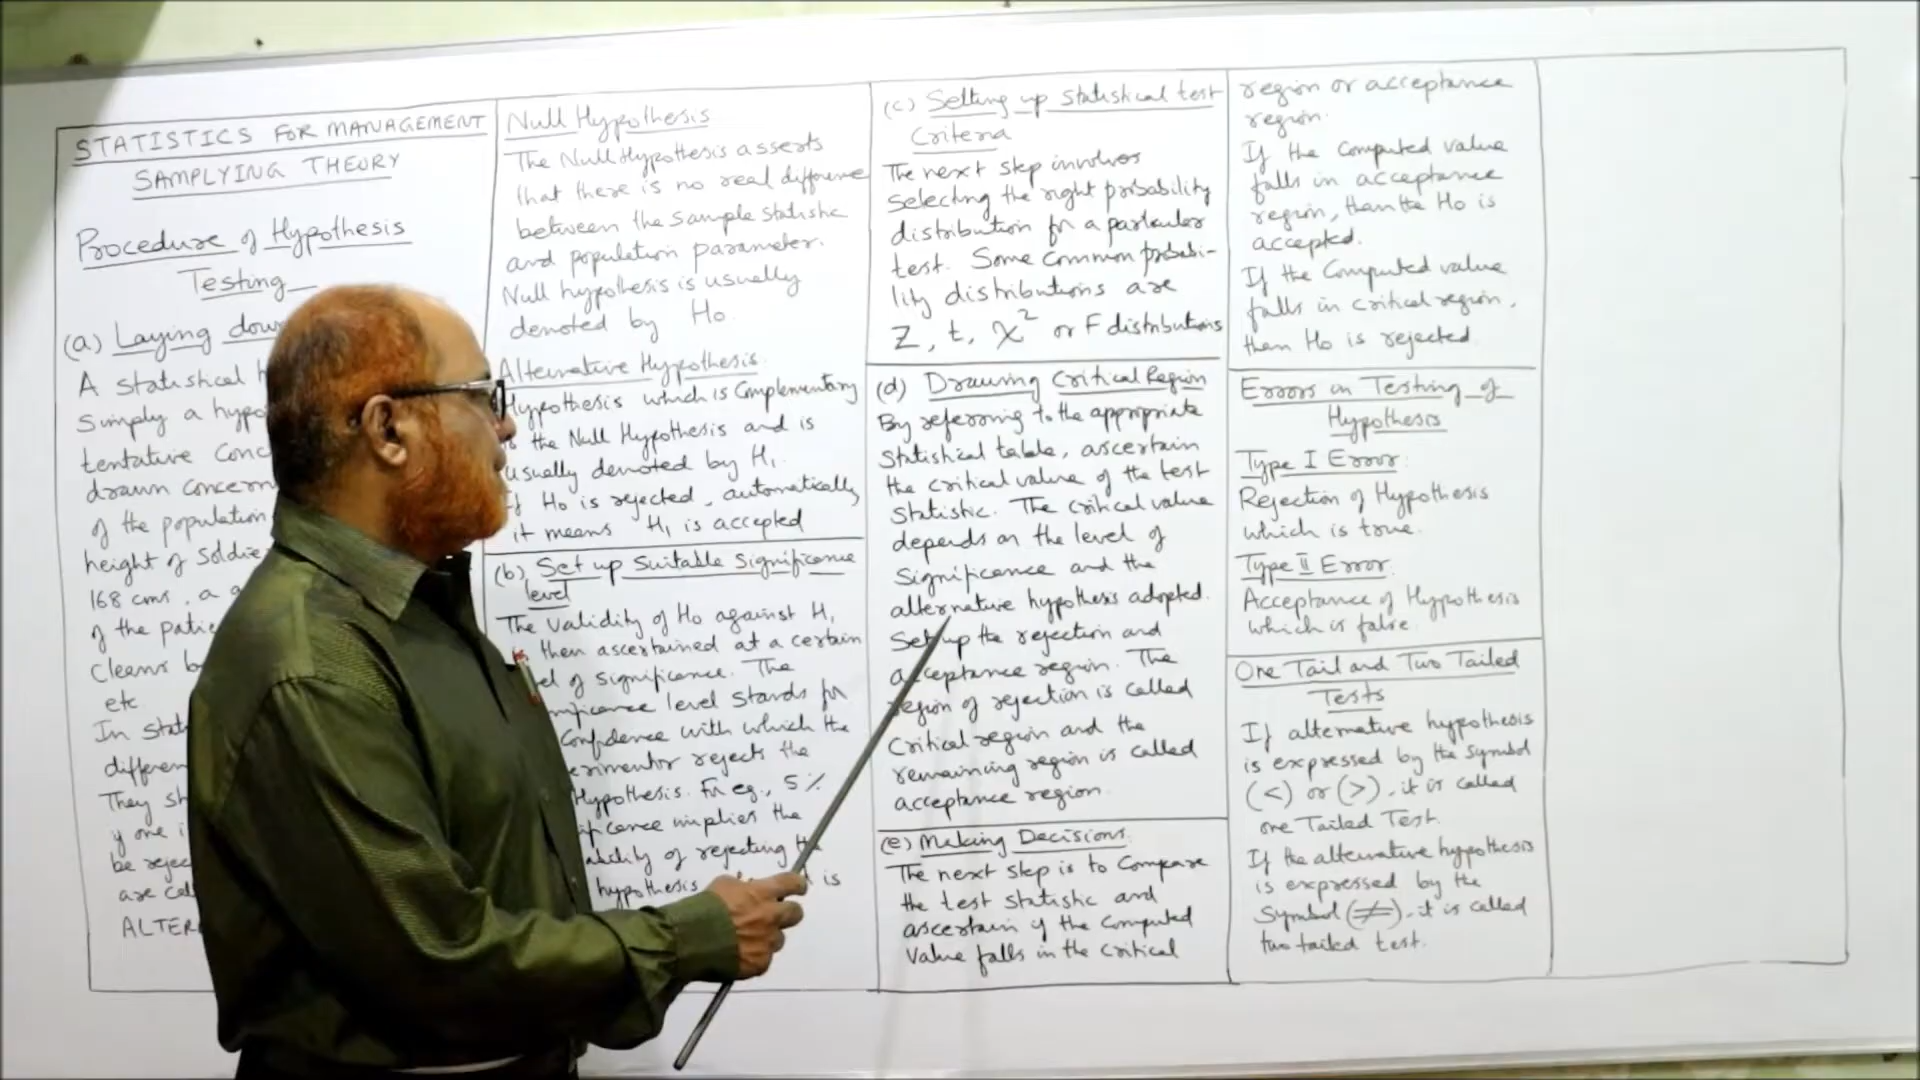 STATISTICS FOR MANAGEMENT
SAMPLYING THEORY
Procedure of Hypothesis
Testing
(a) Laying
A statistical
Simply a
tentative
drawn
of the population
height of
168 cms, a
of the
Cleans
etc
In
They
if one
be
are
Null Hypothesis
The Null Hypothesis asserts
that there is no real difference
between the Sample Statistic
and population parameter.
Null hypothesis is usually
denoted by Ho.
Alternative Hypothesis
Hypothesis which is Complementary
the Null Hypothesis and is
usually denoted by H1.
If Ho is rejected, automatically
it means H1 is accepted
(b) Set up Suitable Significance
level
The validity of Ho against H1
then ascertained at a certain
of significance. The
level stands for
Confidence with which the
rejects the
Hypothesis. For eg., 5%
implies the
of rejecting
hypothesis is
(c) Setting up statistical test
Criteria
The next step involves
Selecting the right probability
distribution for a particular
test. Some common probabi-
lity distributions are
Z, t, χ² or F distributions
(d) Drawing Critical Region
By referring to the appropriate
Statistical table, ascertain
the critical value of the test
Statistic. The critical value
depends on the level of
Significance and the
alternative hypothesis adopted.
Set up the rejection and
acceptance region. The
region of rejection is called
Critical region and the
remaining region is called
acceptance region.
(e) Making Decisions.
The next step is to Compare
the test statistic and
ascertain if the Computed
Value falls in the Critical
region or acceptance
region.
If the Computed value
falls in acceptance
region, then the Ho is
accepted.
If the Computed value
falls in critical region,
then Ho is rejected.
Errors in Testing of
Hypothesis
Type I Error:
Rejection of Hypothesis
which is true.
Type II Error:
Acceptance of Hypothesis
which is false.
One Tail and Two Tailed
Tests
If alternative hypothesis
is expressed by the symbol
(<) or (>), it is called
one Tailed Test.
If the alternative hypothesis
is expressed by the
Symbol (≠), it is called
two tailed test.